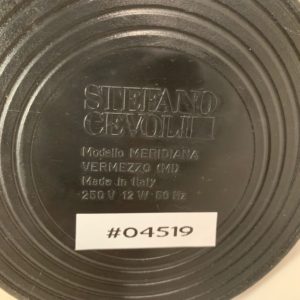 STEFANO
CEVOLI
Modello MERIDIANA
VERMEZZO (MI)
Made in Italy
250 V 12 W 50 Hz
#04519